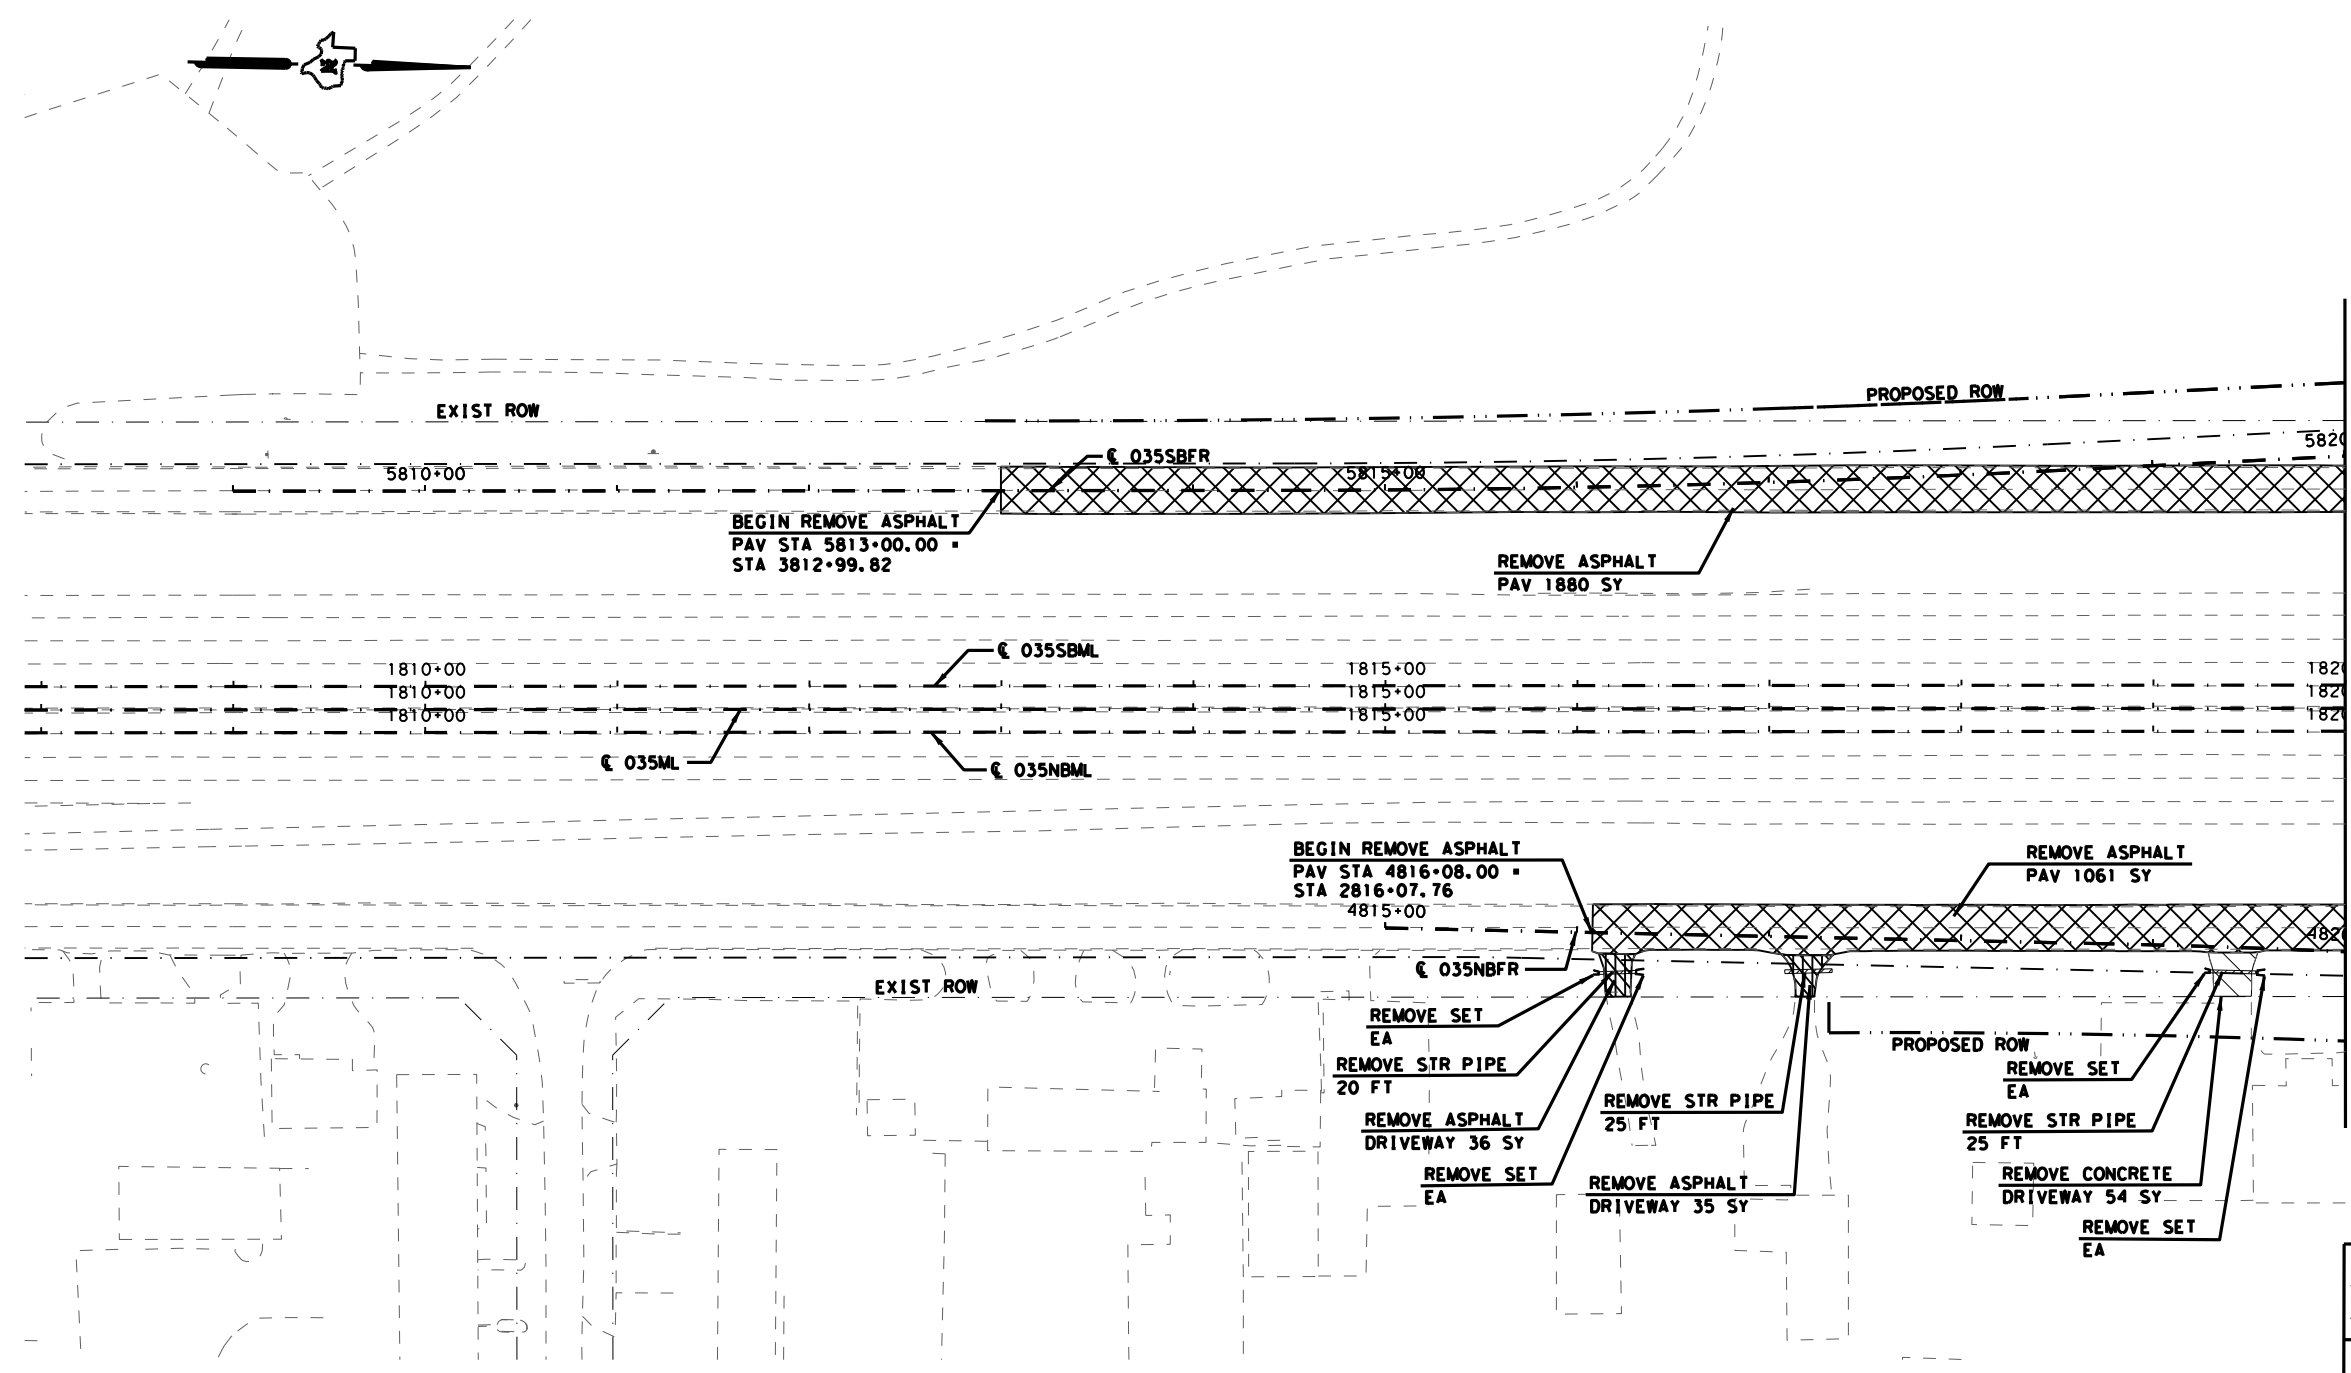 PROPOSED ROW
EXIST ROW
5820
℄ 035SBFR
5810+00
5815+00
BEGIN REMOVE ASPHALT
PAV STA 5813+00.00 =
STA 3812+99.82
REMOVE ASPHALT
PAV 1880 SY
℄ 035SBML
1810+00
1815+00
1820
1810+00
1815+00
1820
1810+00
1815+00
1820
℄ 035ML
℄ 035NBML
BEGIN REMOVE ASPHALT
PAV STA 4816+08.00 =
STA 2816+07.76
4815+00
REMOVE ASPHALT
PAV 1061 SY
4820
℄ 035NBFR
EXIST ROW
REMOVE SET
EA
REMOVE STR PIPE
20 FT
REMOVE ASPHALT
DRIVEWAY 36 SY
REMOVE SET
EA
REMOVE STR PIPE
25 FT
REMOVE ASPHALT
DRIVEWAY 35 SY
PROPOSED ROW
REMOVE SET
EA
REMOVE STR PIPE
25 FT
REMOVE CONCRETE
DRIVEWAY 54 SY
REMOVE SET
EA